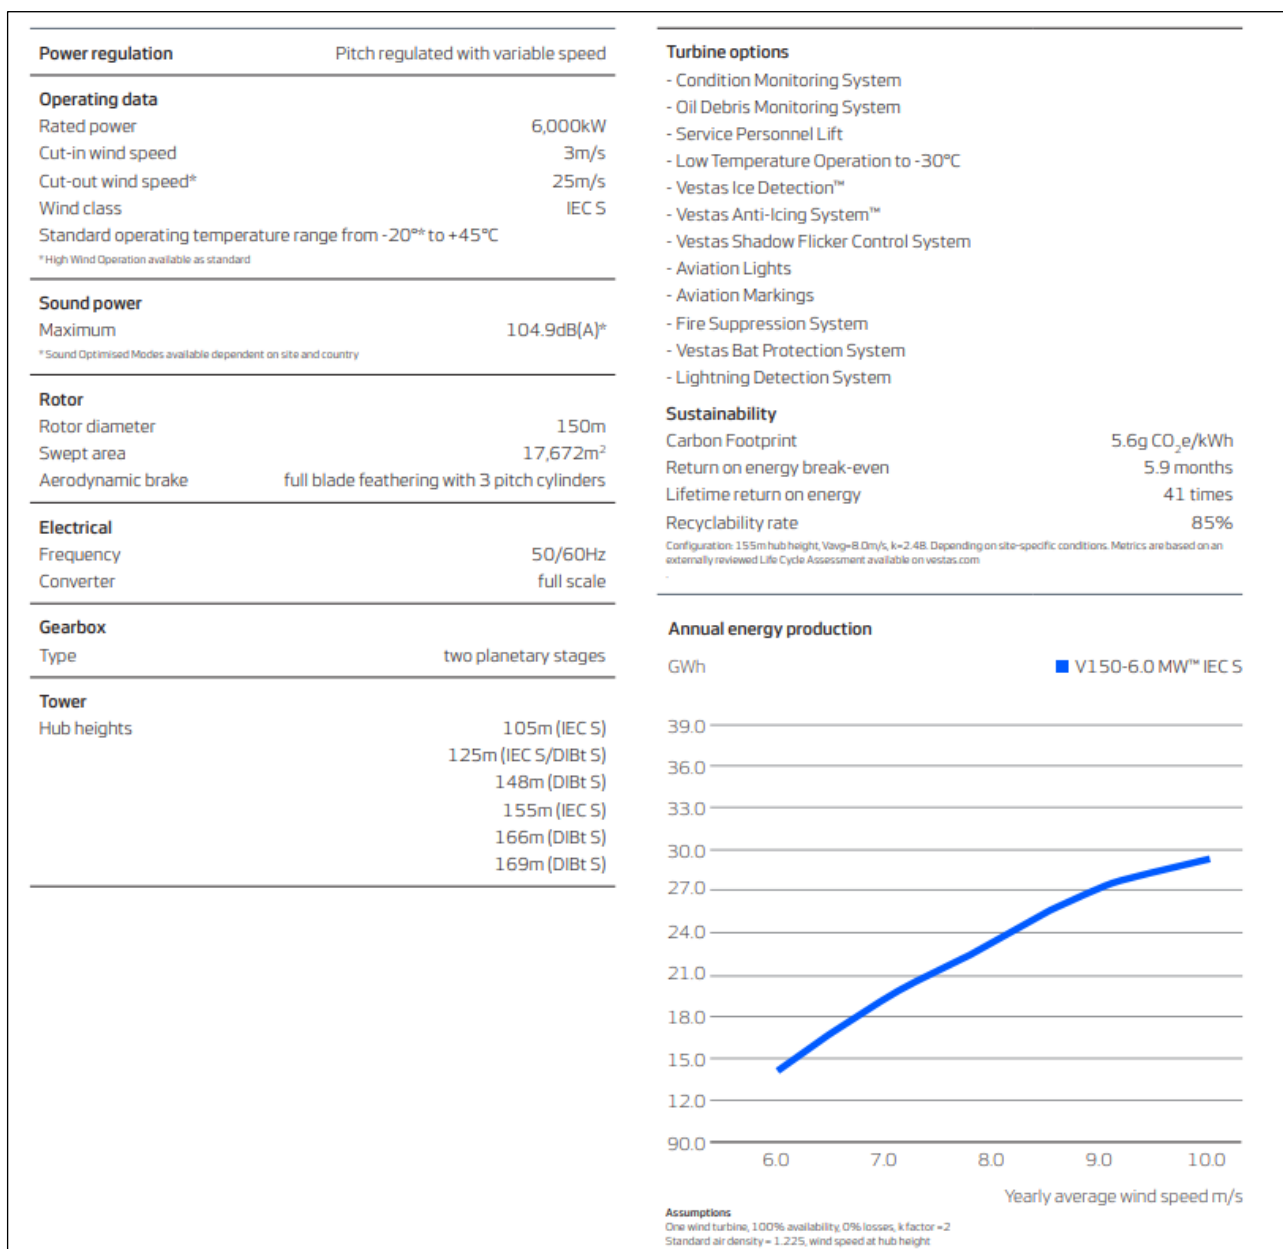 Power regulation Pitch regulated with variable speed
Operating data
Rated power 6,000kW
Cut-in wind speed 3m/s
Cut-out wind speed* 25m/s
Wind class IEC S
Standard operating temperature range from -20°* to +45°C
*High Wind Operation available as standard
Sound power
Maximum 104.9dB(A)*
*Sound Optimised Modes available dependent on site and country
Rotor
Rotor diameter 150m
Swept area 17,672m²
Aerodynamic brake full blade feathering with 3 pitch cylinders
Electrical
Frequency 50/60Hz
Converter full scale
Gearbox
Type two planetary stages
Tower
Hub heights 105m (IEC S)
125m (IEC S/DIBt S)
148m (DIBt S)
155m (IEC S)
166m (DIBt S)
169m (DIBt S)
Turbine options
- Condition Monitoring System
- Oil Debris Monitoring System
- Service Personnel Lift
- Low Temperature Operation to -30°C
- Vestas Ice Detection™
- Vestas Anti-Icing System™
- Vestas Shadow Flicker Control System
- Aviation Lights
- Aviation Markings
- Fire Suppression System
- Vestas Bat Protection System
- Lightning Detection System
Sustainability
Carbon Footprint 5.6g CO₂e/kWh
Return on energy break-even 5.9 months
Lifetime return on energy 41 times
Recyclability rate 85%
Configuration: 155m hub height, Vavg=8.0m/s, k=2.48. Depending on site-specific conditions. Metrics are based on an
externally reviewed Life Cycle Assessment available on vestas.com
.
Annual energy production
GWh V150-6.0 MW™ IEC S
39.0
36.0
33.0
30.0
27.0
24.0
21.0
18.0
15.0
12.0
90.0
6.0 7.0 8.0 9.0 10.0
Yearly average wind speed m/s
Assumptions
One wind turbine, 100% availability, 0% losses, k factor =2
Standard air density = 1.225, wind speed at hub height